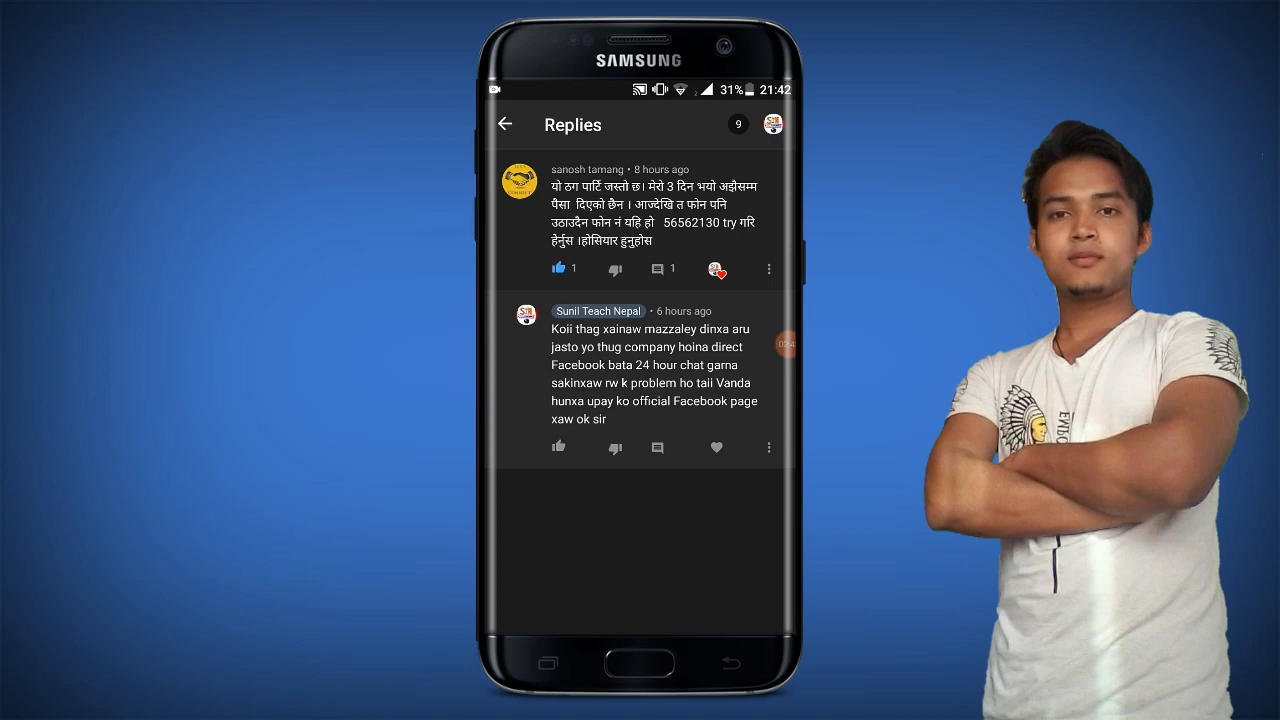 SAMSUNG
2 31% 21:42
Replies 9
sanosh tamang • 8 hours ago
यो ठग पार्टि जस्तो छ। मेरो 3 दिन भयो अझैसम्म
पैसा दिएको छैन । आज्देखि त फोन पनि
उठाउदैन फोन नं यहि हो 56562130 try गरि
हेर्नुस ।होसियार हुनुहोस
1 1
Sunil Teach Nepal • 6 hours ago
Koii thag xainaw mazzaley dinxa aru
jasto yo thug company hoina direct
Facebook bata 24 hour chat garna
sakinxaw rw k problem ho taii Vanda
hunxa upay ko official Facebook page
xaw ok sir